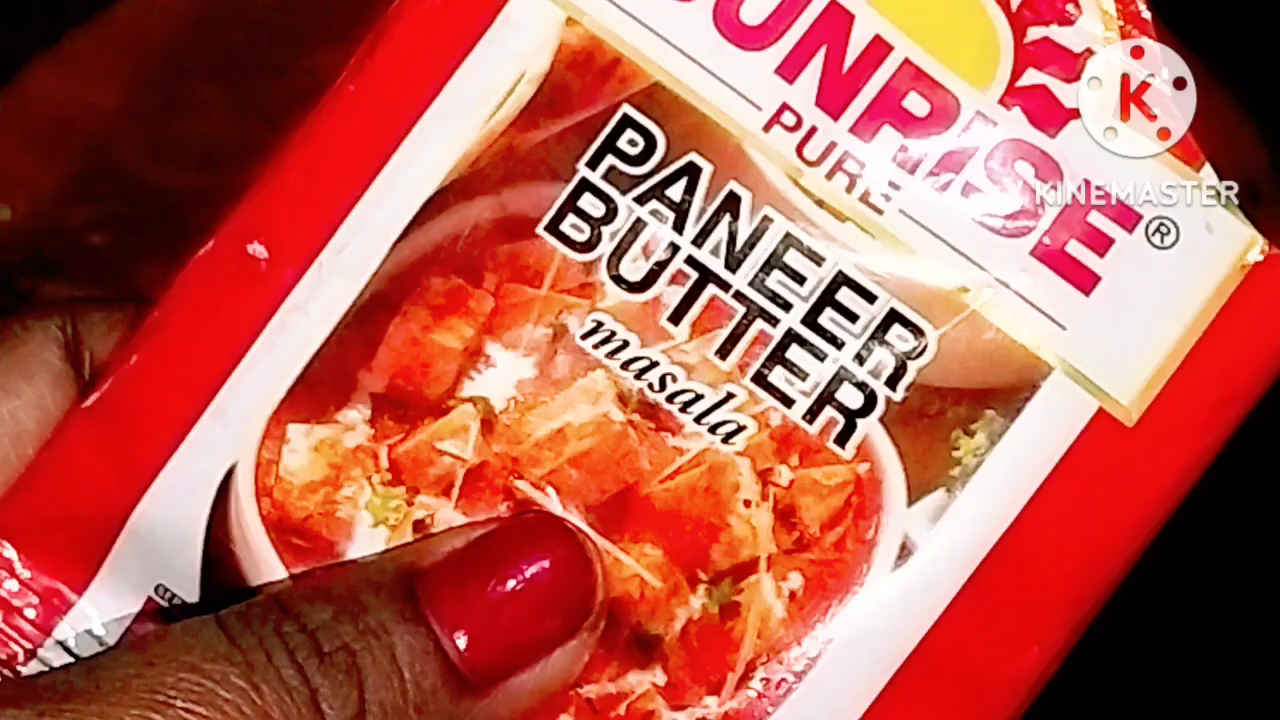 SUNRISE®
PURE
PANEER
BUTTER
masala
K
KINEMASTER